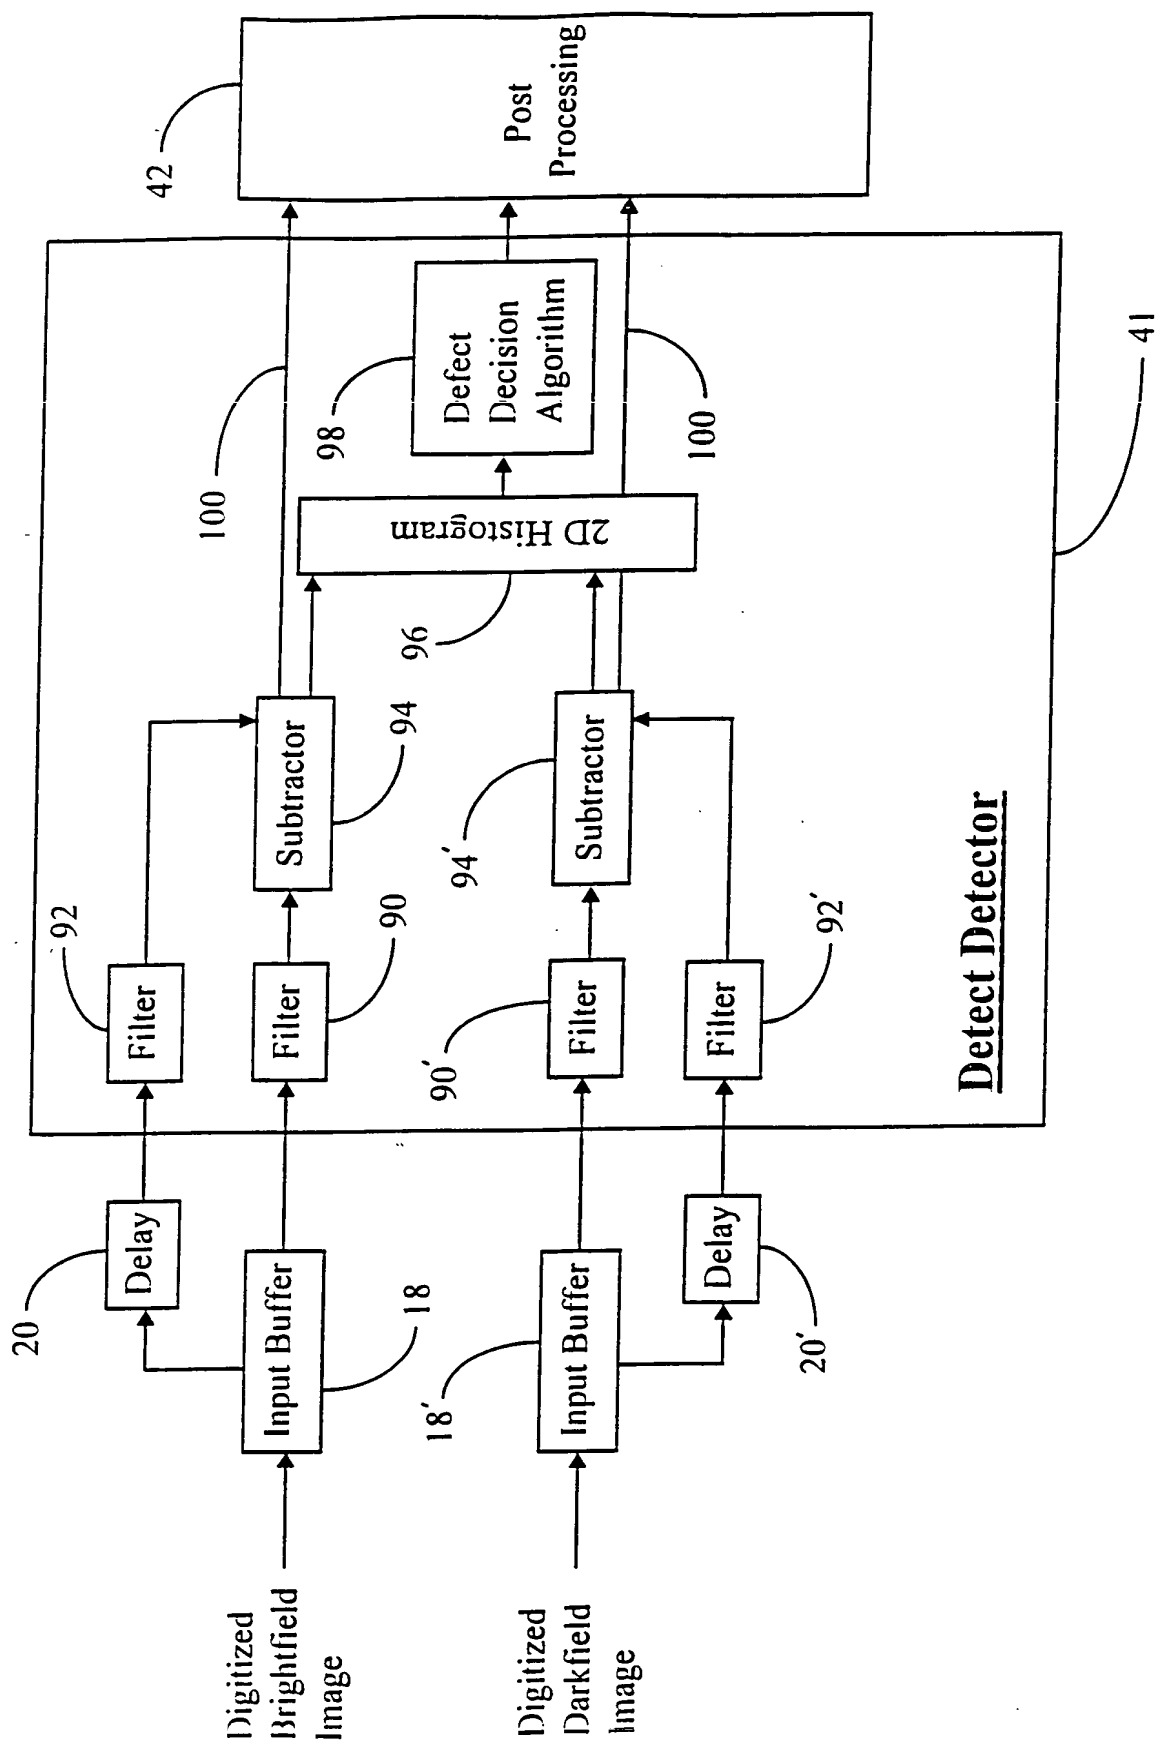 Digitized
Brightfield
Image
Input Buffer
18
Delay
20
Filter
92
Filter
90
Subtractor
94
100
Digitized
Darkfield
Image
Input Buffer
18′
Delay
20′
Filter
90′
Filter
92′
Subtractor
94′
2D Histogram
96
Defect
Decision
Algorithm
98
100
Post
Processing
42
Detect Detector
41